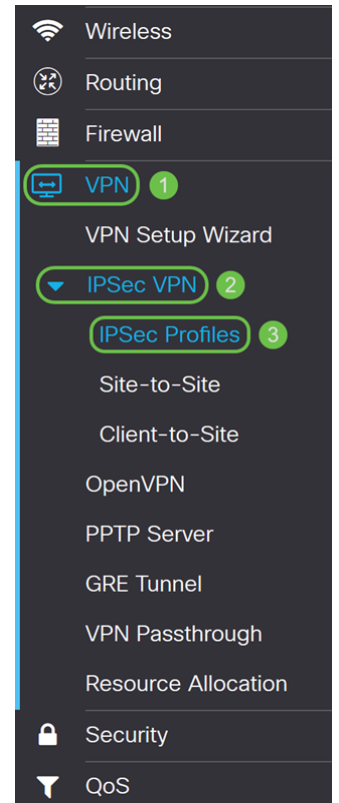 Wireless
Routing
Firewall
VPN 1
VPN Setup Wizard
IPSec VPN 2
IPSec Profiles 3
Site-to-Site
Client-to-Site
OpenVPN
PPTP Server
GRE Tunnel
VPN Passthrough
Resource Allocation
Security
QoS